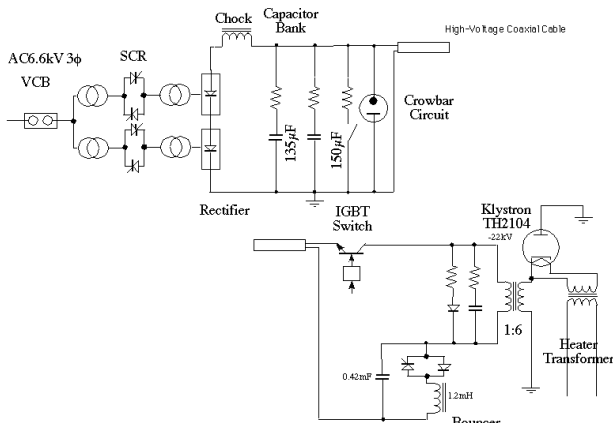 Chock
Capacitor
Bank
High-Voltage Coaxial Cable
AC6.6kV 3ϕ
VCB
SCR
135µF
150µF
Crowbar
Circuit
Rectifier
IGBT
Switch
Klystron
TH2104
-22kV
1:6
Heater
Transformer
0.42mF
1.2mH
Bouncer